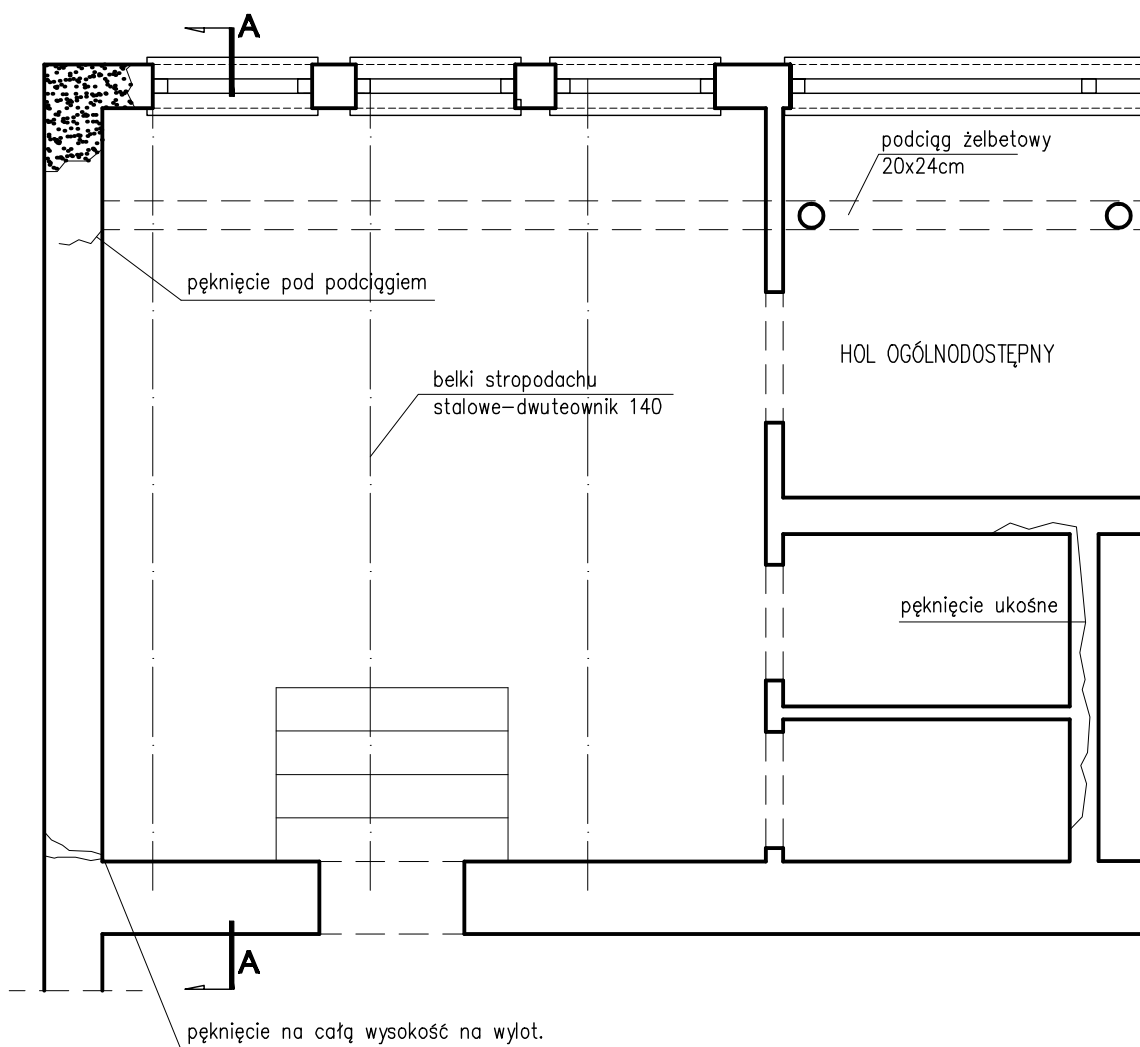 A
podciąg żelbetowy
20x24cm
pęknięcie pod podciągiem
HOL OGÓLNODOSTĘPNY
belki stropodachu
stalowe-dwuteownik 140
pęknięcie ukośne
A
pęknięcie na całą wysokość na wylot.